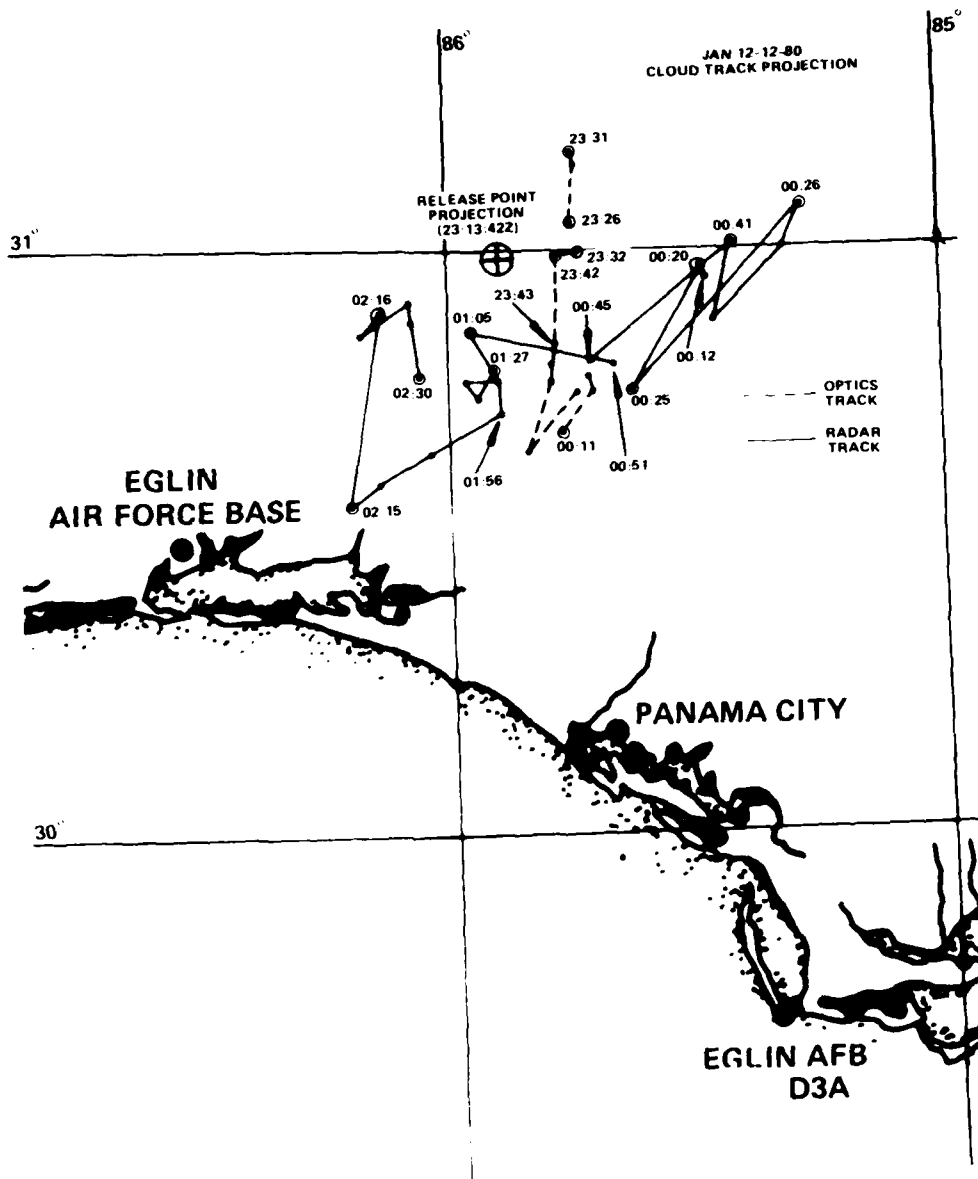 86°
85°
JAN 12-12-80
CLOUD TRACK PROJECTION
23 31
RELEASE POINT
PROJECTION
(23·13:42Z)
23 26
00.26
00.41
31°
23:32
00:20
23:42
23:43
00:45
02:16
01:05
00.12
01:27
02:30
00:25
OPTICS
TRACK
00:11
RADAR
TRACK
00:51
01:56
EGLIN
AIR FORCE BASE
02 15
PANAMA CITY
30°
EGLIN AFB
D3A